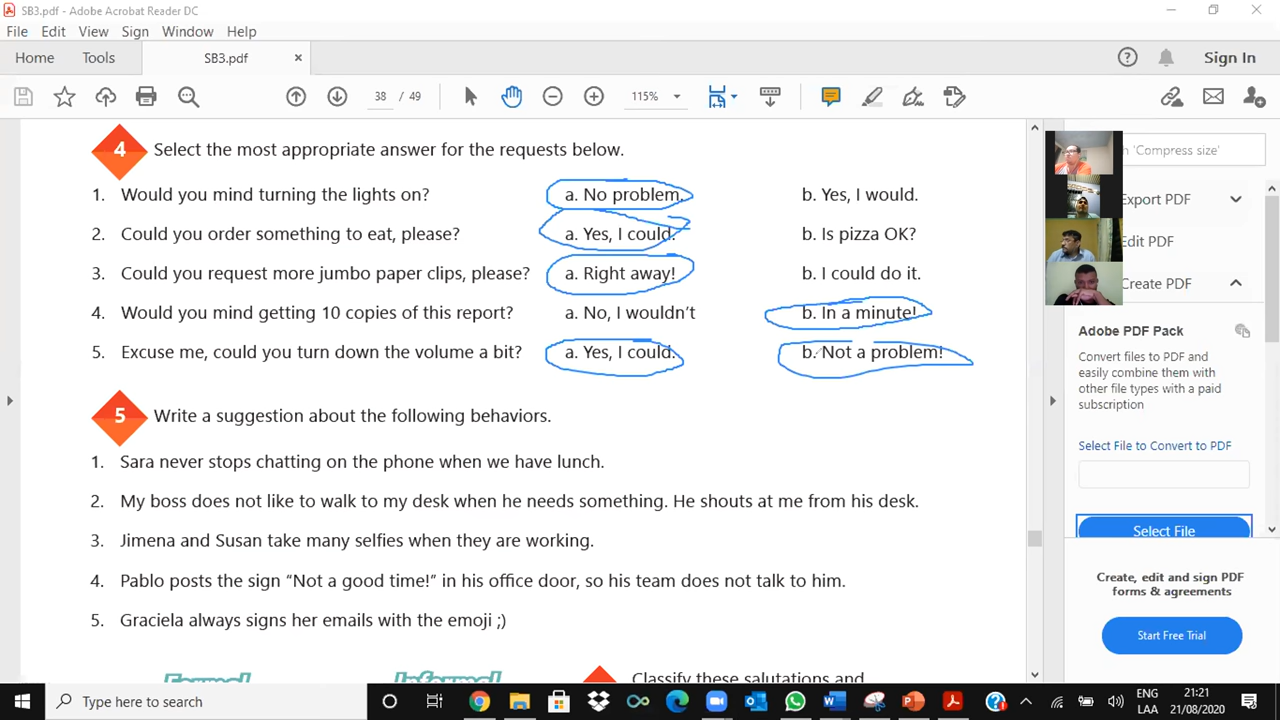 SB3.pdf - Adobe Acrobat Reader DC
File Edit View Sign Window Help
Home Tools SB3.pdf × ? Sign In
38 / 49 115%
4 Select the most appropriate answer for the requests below.
1. Would you mind turning the lights on? a. No problem. b. Yes, I would.
2. Could you order something to eat, please? a. Yes, I could. b. Is pizza OK?
3. Could you request more jumbo paper clips, please? a. Right away! b. I could do it.
4. Would you mind getting 10 copies of this report? a. No, I wouldn't b. In a minute!
5. Excuse me, could you turn down the volume a bit? a. Yes, I could. b. Not a problem!
5 Write a suggestion about the following behaviors.
1. Sara never stops chatting on the phone when we have lunch.
2. My boss does not like to walk to my desk when he needs something. He shouts at me from his desk.
3. Jimena and Susan take many selfies when they are working.
4. Pablo posts the sign “Not a good time!” in his office door, so his team does not talk to him.
5. Graciela always signs her emails with the emoji ;)
Formal Informal Classify these salutations and
'Compress size'
Export PDF
Edit PDF
Create PDF
Adobe PDF Pack
Convert files to PDF and
easily combine them with
other file types with a paid
subscription
Select File to Convert to PDF
Select File
Create, edit and sign PDF
forms & agreements
Start Free Trial
Type here to search
ENG
LAA
21:21
21/08/2020